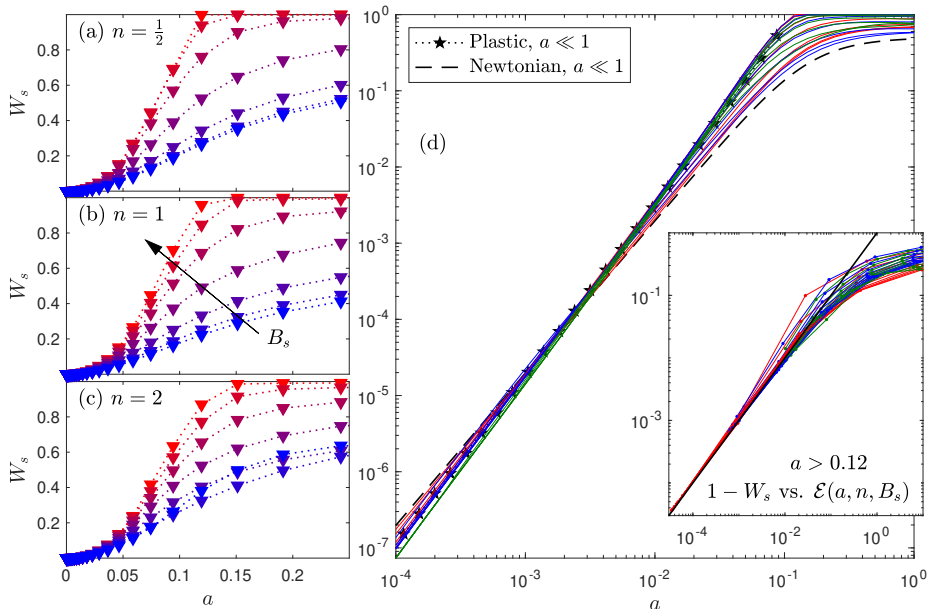 (a) n = 1/2
W_s
0.8
0.6
0.4
0.2
(b) n = 1
W_s
0.8
0.6
0.4
0.2
B_s
(c) n = 2
W_s
0.8
0.6
0.4
0.2
0 0.05 0.1 0.15 0.2
a
10^0
10^-1
10^-2
10^-3
10^-4
10^-5
10^-6
10^-7
Plastic, a ≪ 1
Newtonian, a ≪ 1
(d)
10^-4 10^-3 10^-2 10^-1 10^0
a
10^-1
10^-3
a > 0.12
1 − W_s vs. ℰ(a, n, B_s)
10^-4 10^-2 10^0